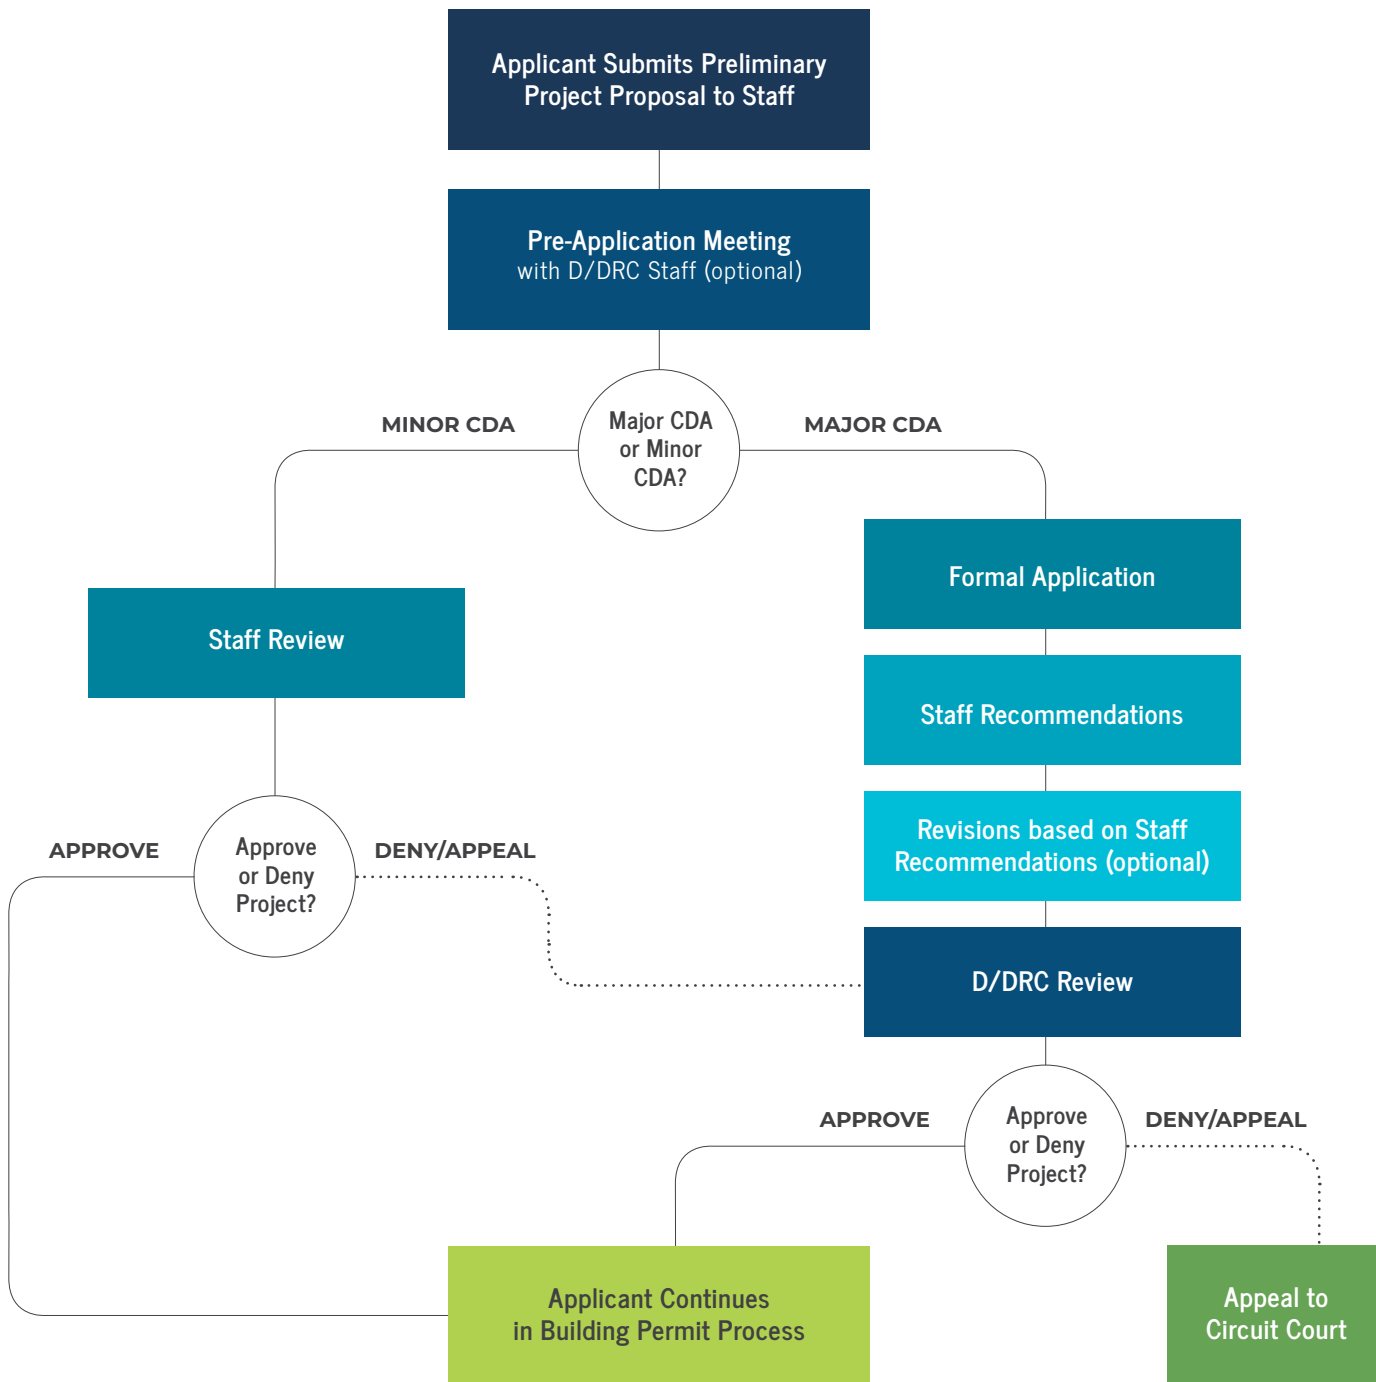 Applicant Submits Preliminary
Project Proposal to Staff
Pre-Application Meeting
with D/DRC Staff (optional)
MINOR CDA
Major CDA
or Minor
CDA?
MAJOR CDA
Formal Application
Staff Review
Staff Recommendations
Revisions based on Staff
Recommendations (optional)
APPROVE
Approve
or Deny
Project?
DENY/APPEAL
D/DRC Review
APPROVE
Approve
or Deny
Project?
DENY/APPEAL
Applicant Continues
in Building Permit Process
Appeal to
Circuit Court